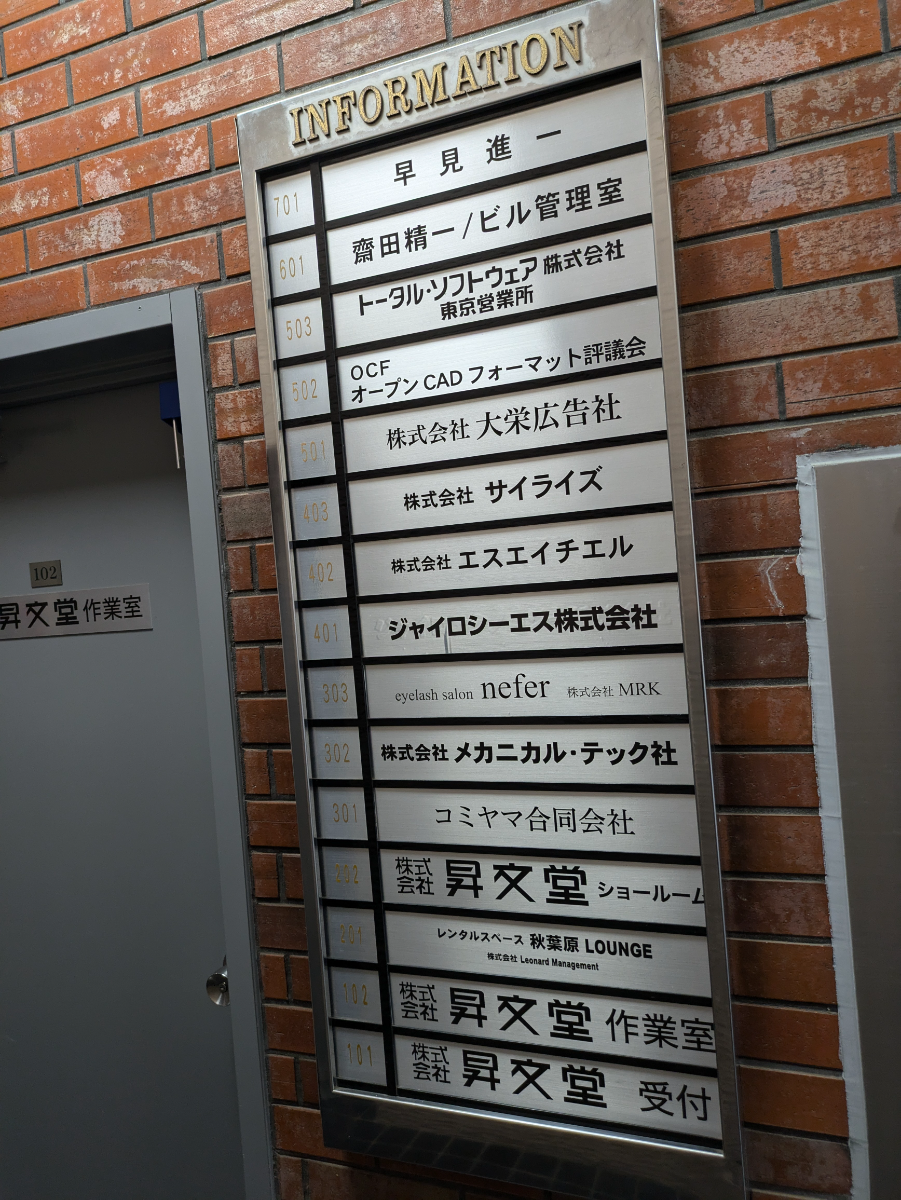 INFORMATION
701 早見進一
601 齋田精一/ビル管理室
503 トータル・ソフトウェア株式会社
東京営業所
502 OCF
オープンCADフォーマット評議会
501 株式会社 大栄広告社
403 株式会社 サイライズ
402 株式会社 エスエイチエル
401 ジャイロシーエス株式会社
303 eyelash salon nefer 株式会社 MRK
302 株式会社 メカニカル・テック社
301 コミヤマ合同会社
202 株式会社 昇文堂 ショールーム
201 レンタルスペース 秋葉原 LOUNGE
株式会社 Leonard Management
102 株式会社 昇文堂 作業室
101 株式会社 昇文堂 受付
102
昇文堂 作業室